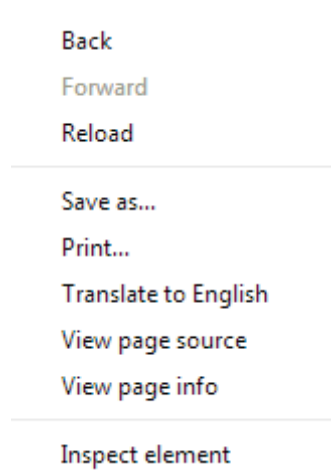 Back
Forward
Reload
Save as...
Print...
Translate to English
View page source
View page info
Inspect element